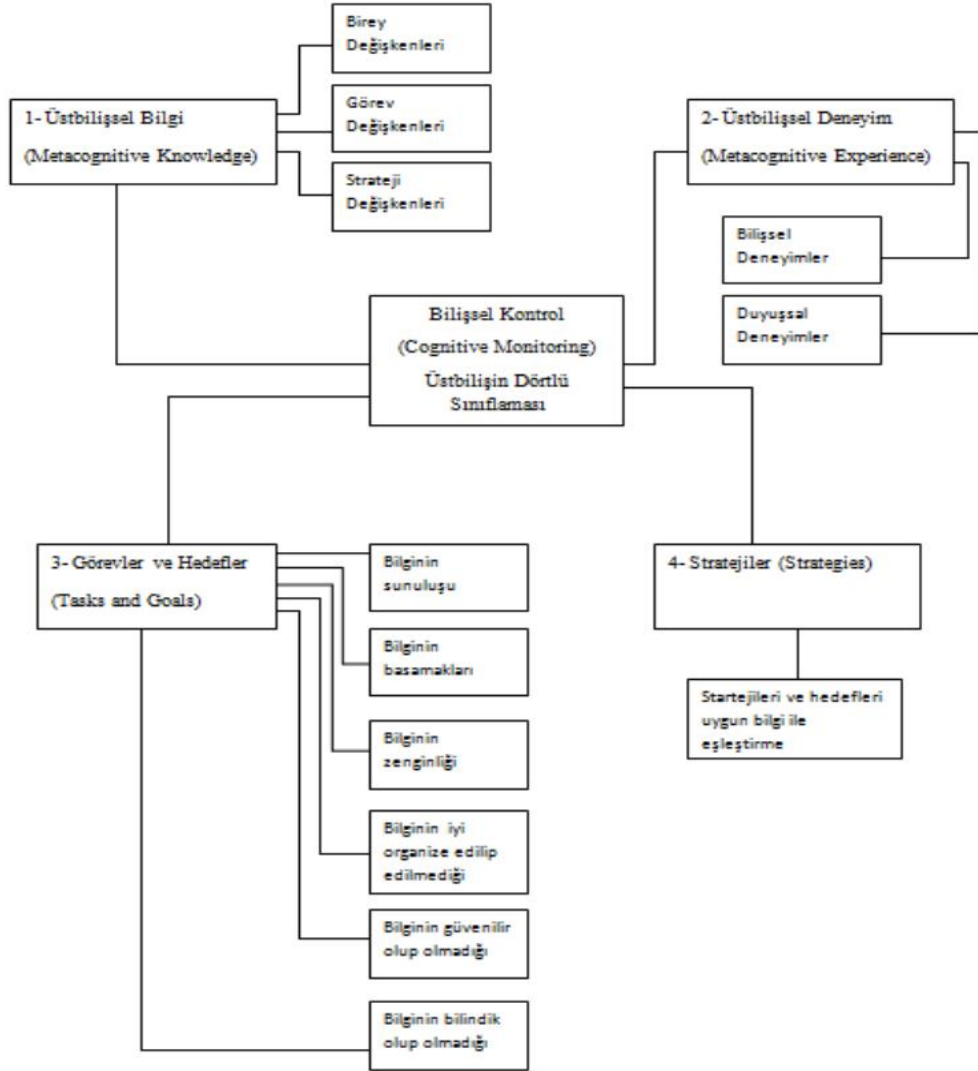 Birey
Değişkenleri
1- Üstbilişsel Bilgi
(Metacognitive Knowledge)
Görev
Değişkenleri
Strateji
Değişkenleri
2- Üstbilişsel Deneyim
(Metacognitive Experience)
Bilişsel
Deneyimler
Duyuşsal
Deneyimler
Bilişsel Kontrol
(Cognitive Monitoring)
Üstbilişin Dörtlü
Sınıflaması
3- Görevler ve Hedefler
(Tasks and Goals)
Bilginin
sunuluşu
Bilginin
basamakları
Bilginin
zenginliği
Bilginin iyi
organize edilip
edilmediği
Bilginin güvenilir
olup olmadığı
Bilginin bilindik
olup olmadığı
4- Stratejiler (Strategies)
Startejileri ve hedefleri
uygun bilgi ile
eşleştirme